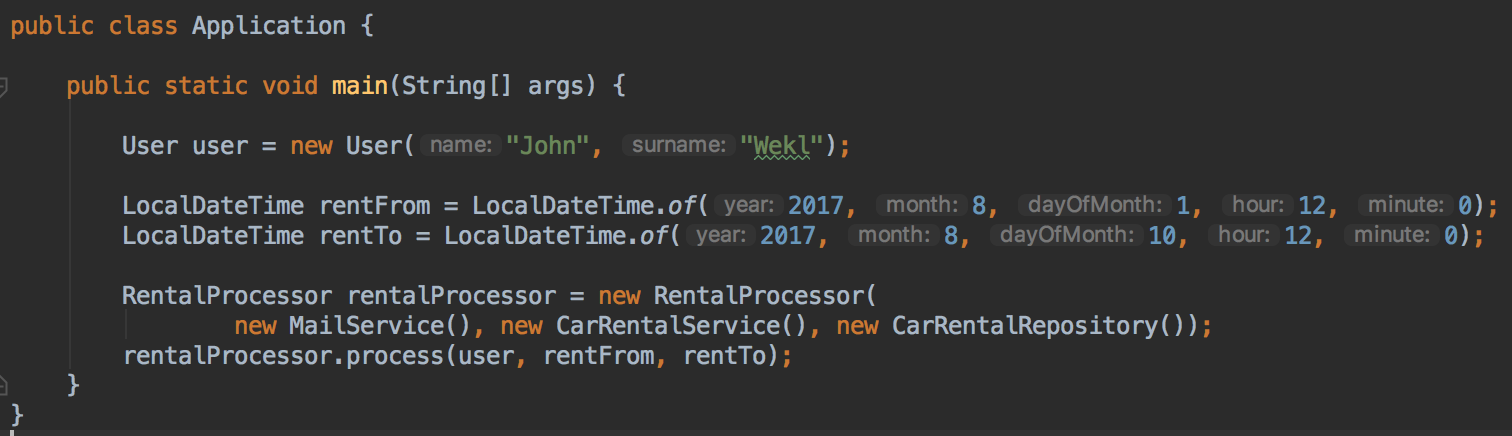 public class Application {
public static void main(String[] args) {
User user = new User( name: "John", surname: "Wekl");
LocalDateTime rentFrom = LocalDateTime.of( year: 2017, month: 8, dayOfMonth: 1, hour: 12, minute: 0);
LocalDateTime rentTo = LocalDateTime.of( year: 2017, month: 8, dayOfMonth: 10, hour: 12, minute: 0);
RentalProcessor rentalProcessor = new RentalProcessor(
new MailService(), new CarRentalService(), new CarRentalRepository());
rentalProcessor.process(user, rentFrom, rentTo);
}
}